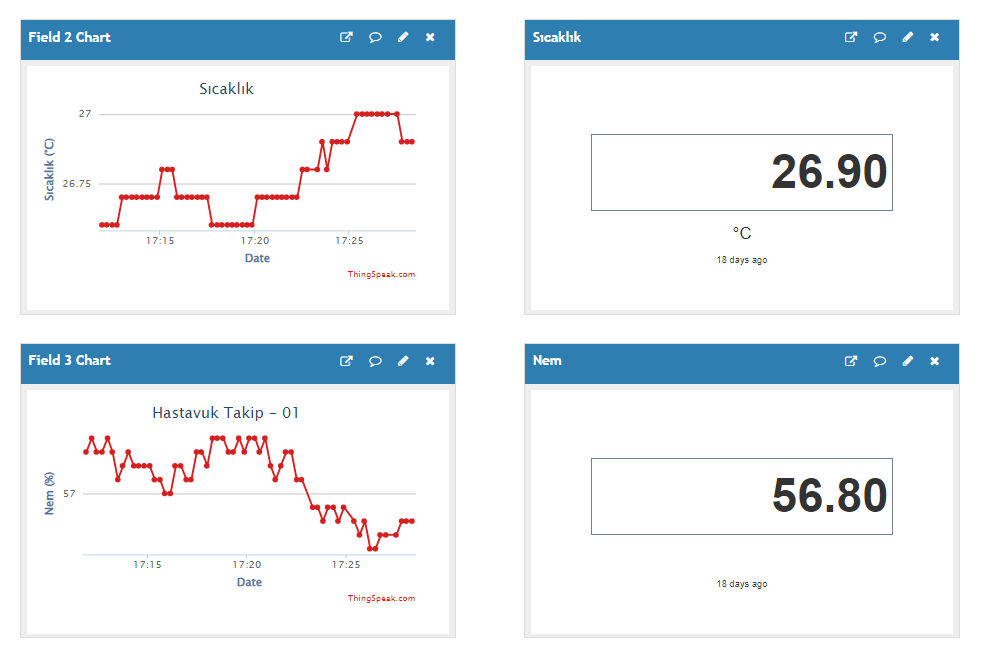 Field 2 Chart
Sıcaklık
Sıcaklık (°C)
27
26.75
17:15
17:20
17:25
Date
ThingSpeak.com
Sıcaklık
26.90
°C
18 days ago
Field 3 Chart
Hastavuk Takip - 01
Nem (%)
57
17:15
17:20
17:25
Date
ThingSpeak.com
Nem
56.80
18 days ago